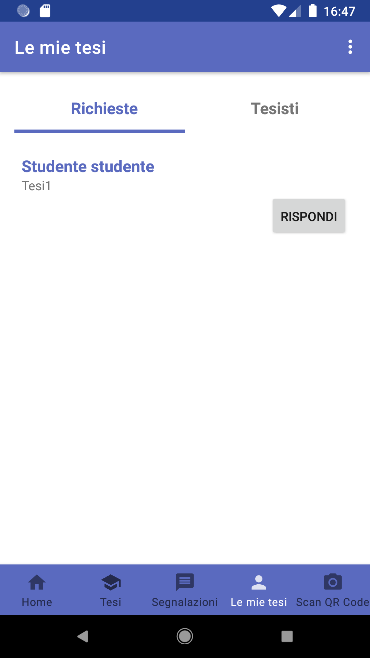 16:47
Le mie tesi
Richieste Tesisti
Studente studente
Tesi1
RISPONDI
Home Tesi Segnalazioni Le mie tesi Scan QR Code